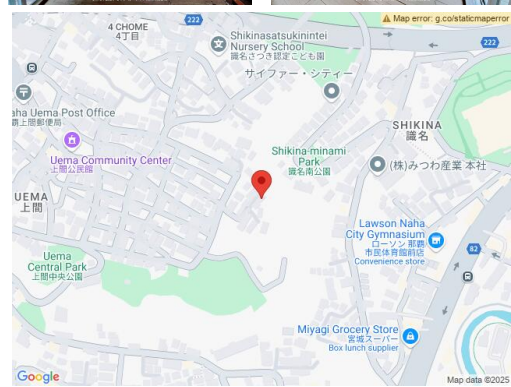 4 CHOME
4丁目
222
Map error: g.co/staticmaperror
Shikinasatsukinintei
Nursery School
識名さつき認定こども園
222
サイファー・シティー
aha Uema Post Office
覇上間郵便局
SHIKINA
識名
Uema Community Center
上間公民館
Shikina-minami
Park
識名南公園
(株)みつわ産業 本社
UEMA
上間
Lawson Naha
City Gymnasium
ローソン 那覇
市民体育館前店
Convenience store
82
Uema
Central Park
上間中央公園
Miyagi Grocery Store
宮城スーパー
Box lunch supplier
Google
Map data ©2025